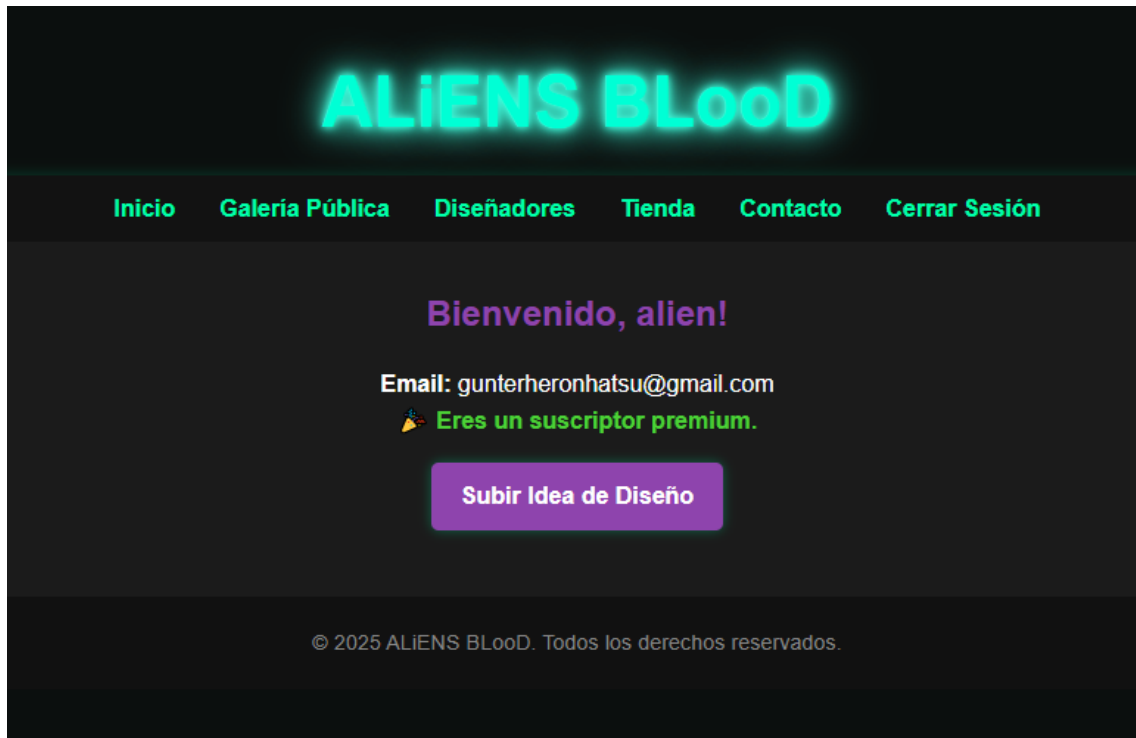 ALiENS BLooD
Inicio Galería Pública Diseñadores Tienda Contacto Cerrar Sesión
Bienvenido, alien!
Email: gunterheronhatsu@gmail.com
🎉 Eres un suscriptor premium.
Subir Idea de Diseño
© 2025 ALiENS BLooD. Todos los derechos reservados.